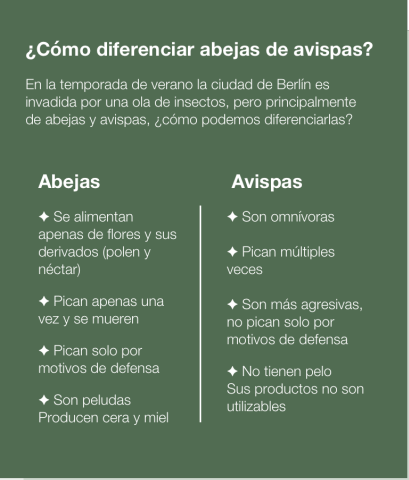 ¿Cómo diferenciar abejas de avispas?
En la temporada de verano la ciudad de Berlín es
invadida por una ola de insectos, pero principalmente
de abejas y avispas, ¿cómo podemos diferenciarlas?
Abejas
✦ Se alimentan
apenas de flores y sus
derivados (polen y
néctar)
✦ Pican apenas una
vez y se mueren
✦ Pican solo por
motivos de defensa
✦ Son peludas
Producen cera y miel
Avispas
✦ Son omnívoras
✦ Pican múltiples
veces
✦ Son más agresivas,
no pican solo por
motivos de defensa
✦ No tienen pelo
Sus productos no son
utilizables